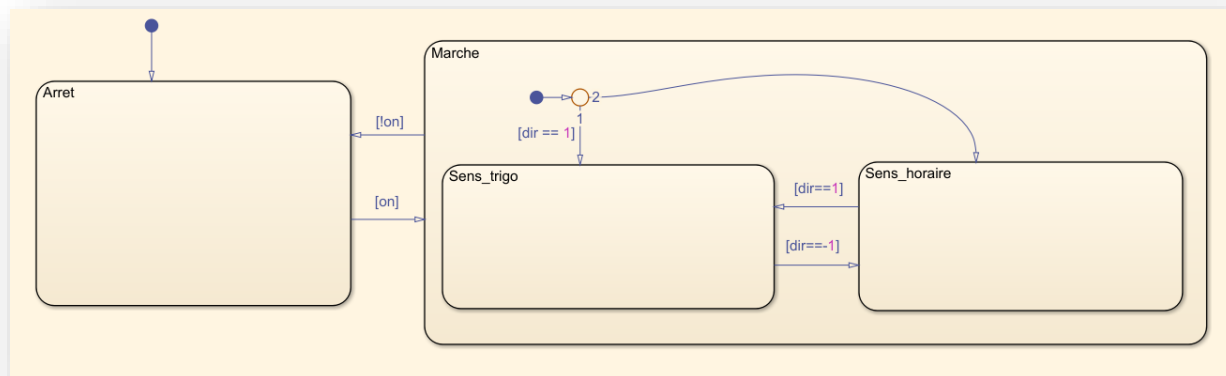 Marche
Arret
2
1
[!on]
[dir == 1]
Sens_trigo
Sens_horaire
[dir==1]
[on]
[dir==-1]